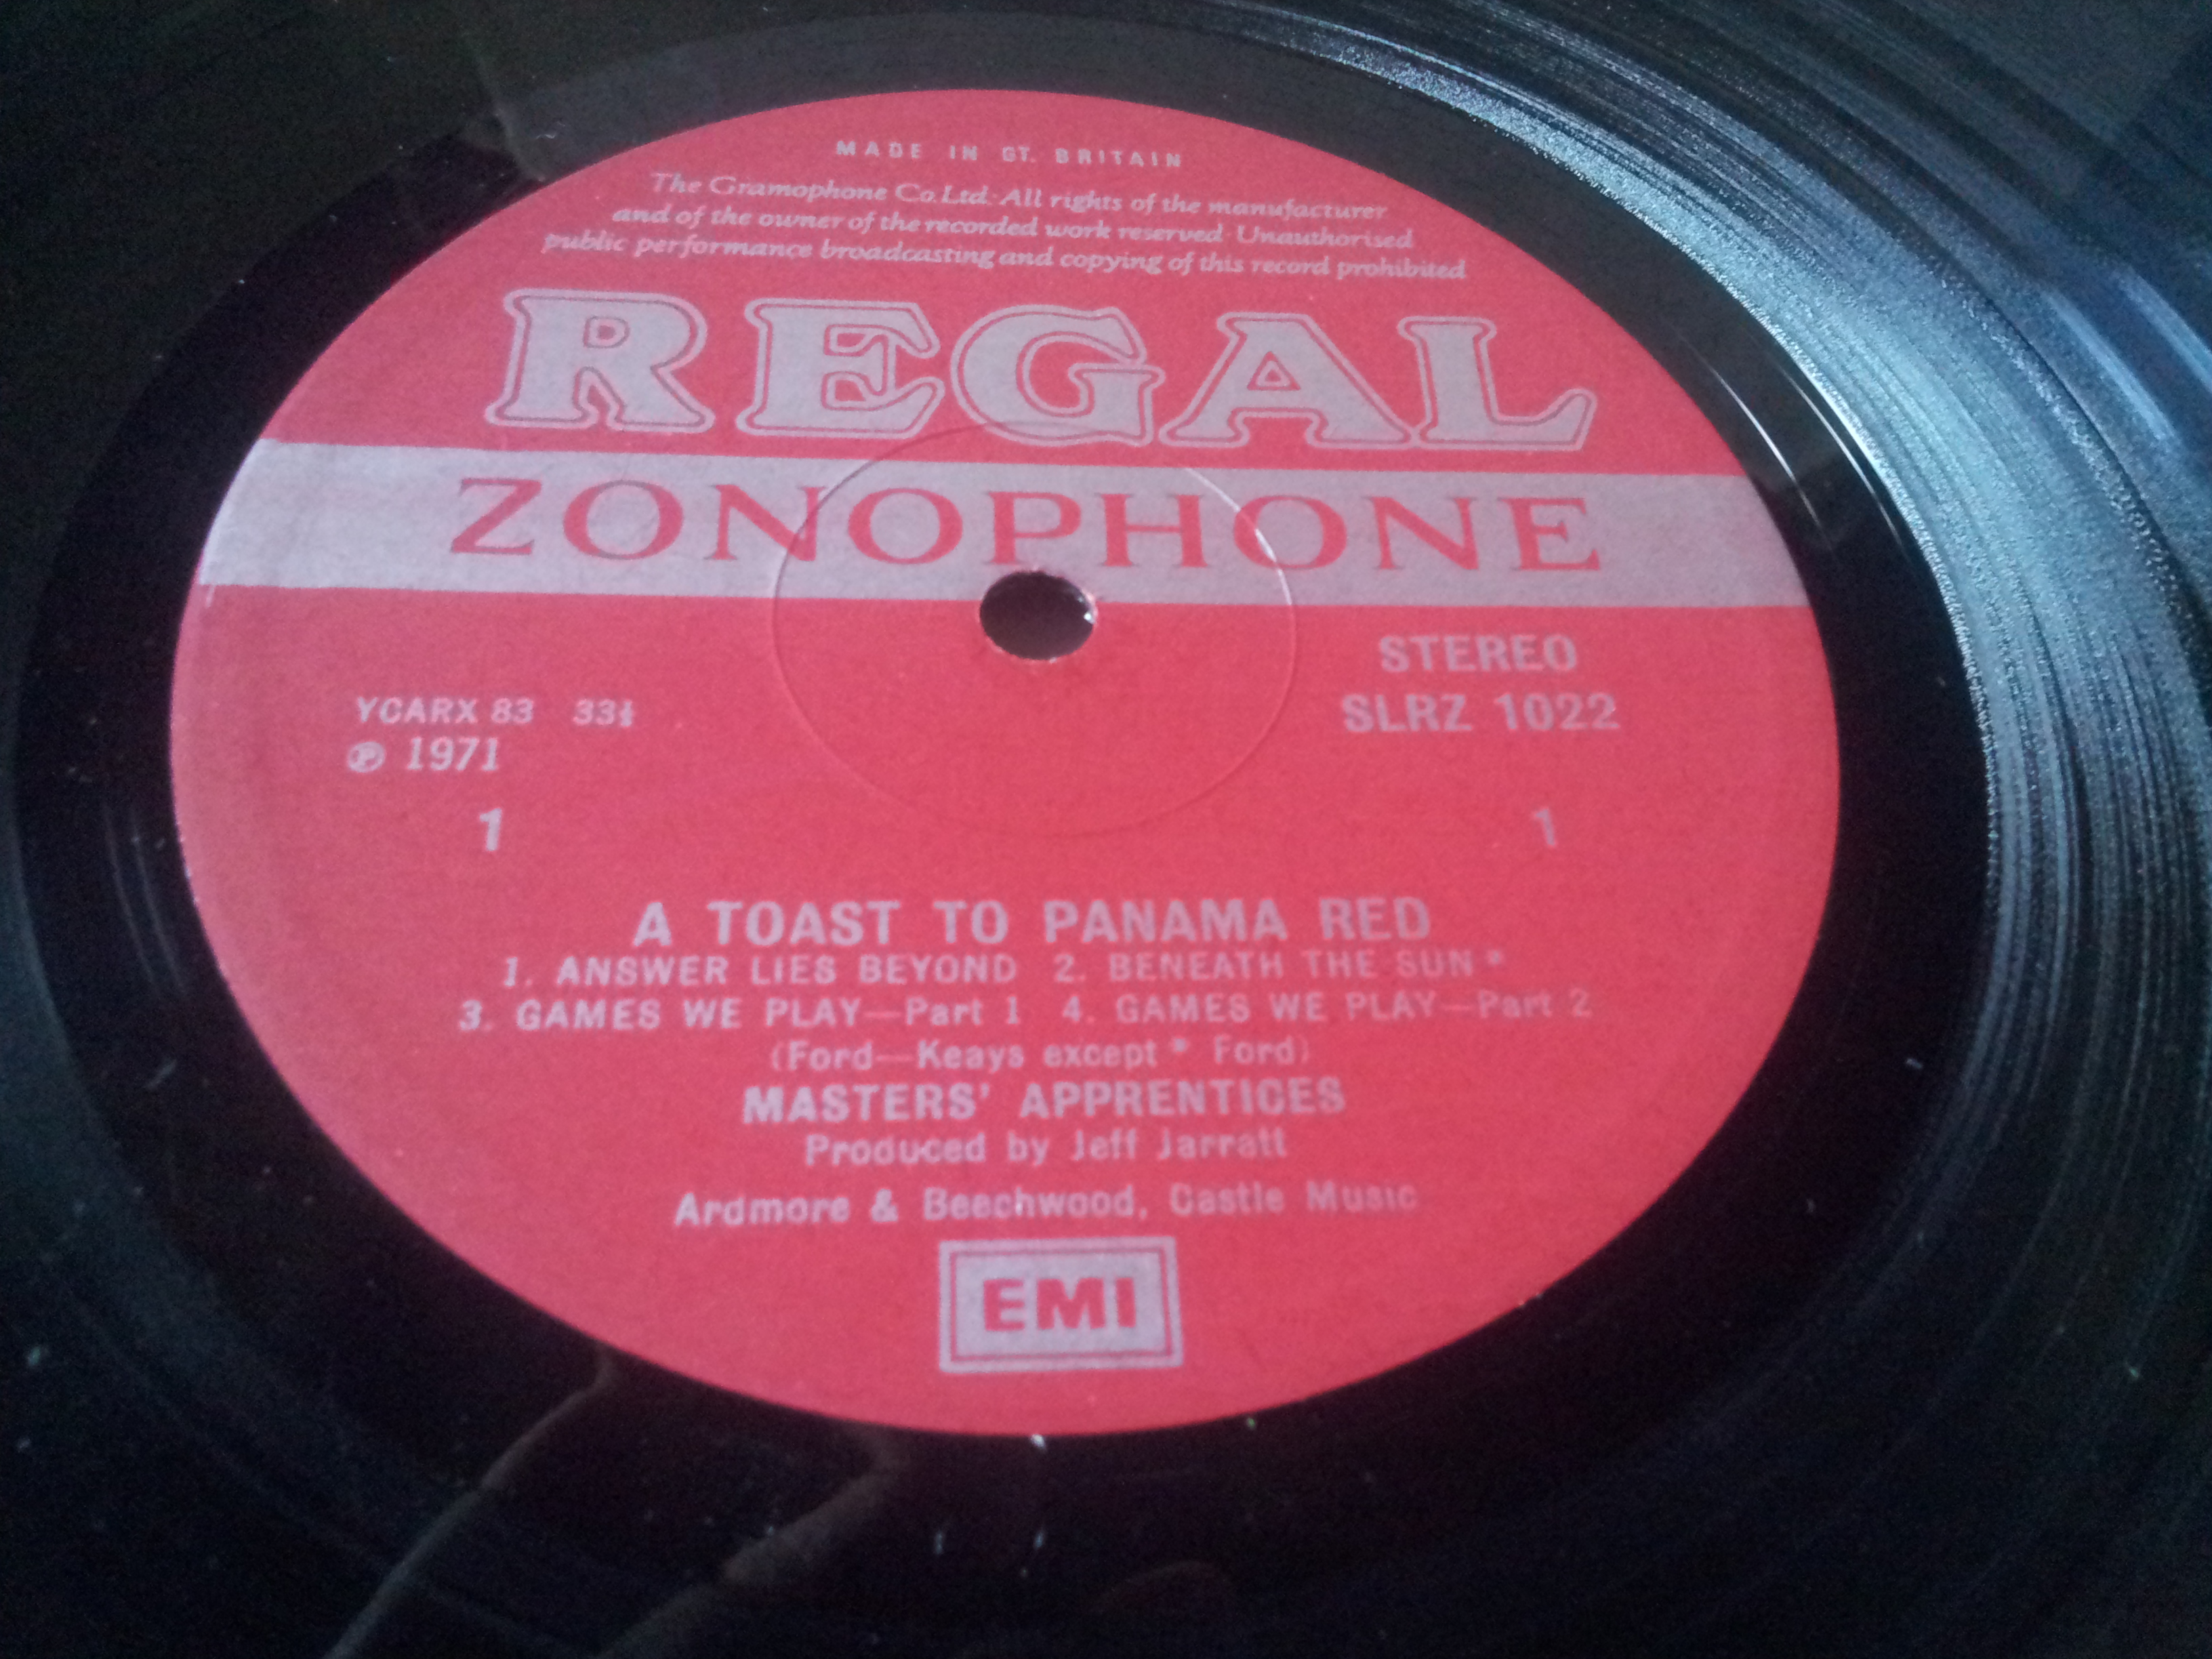 MADE IN GT. BRITAIN
The Gramophone Co. Ltd. · All rights of the manufacturer
and of the owner of the recorded work reserved · Unauthorised
public performance broadcasting and copying of this record prohibited
REGAL
ZONOPHONE
STEREO
YCARX 83 33⅓ SLRZ 1022
℗ 1971
1 1
A TOAST TO PANAMA RED
1. ANSWER LIES BEYOND 2. BENEATH THE SUN *
3. GAMES WE PLAY—Part 1 4. GAMES WE PLAY—Part 2
(Ford—Keays except * Ford)
MASTERS' APPRENTICES
Produced by Jeff Jarratt
Ardmore & Beechwood, Castle Music
EMI